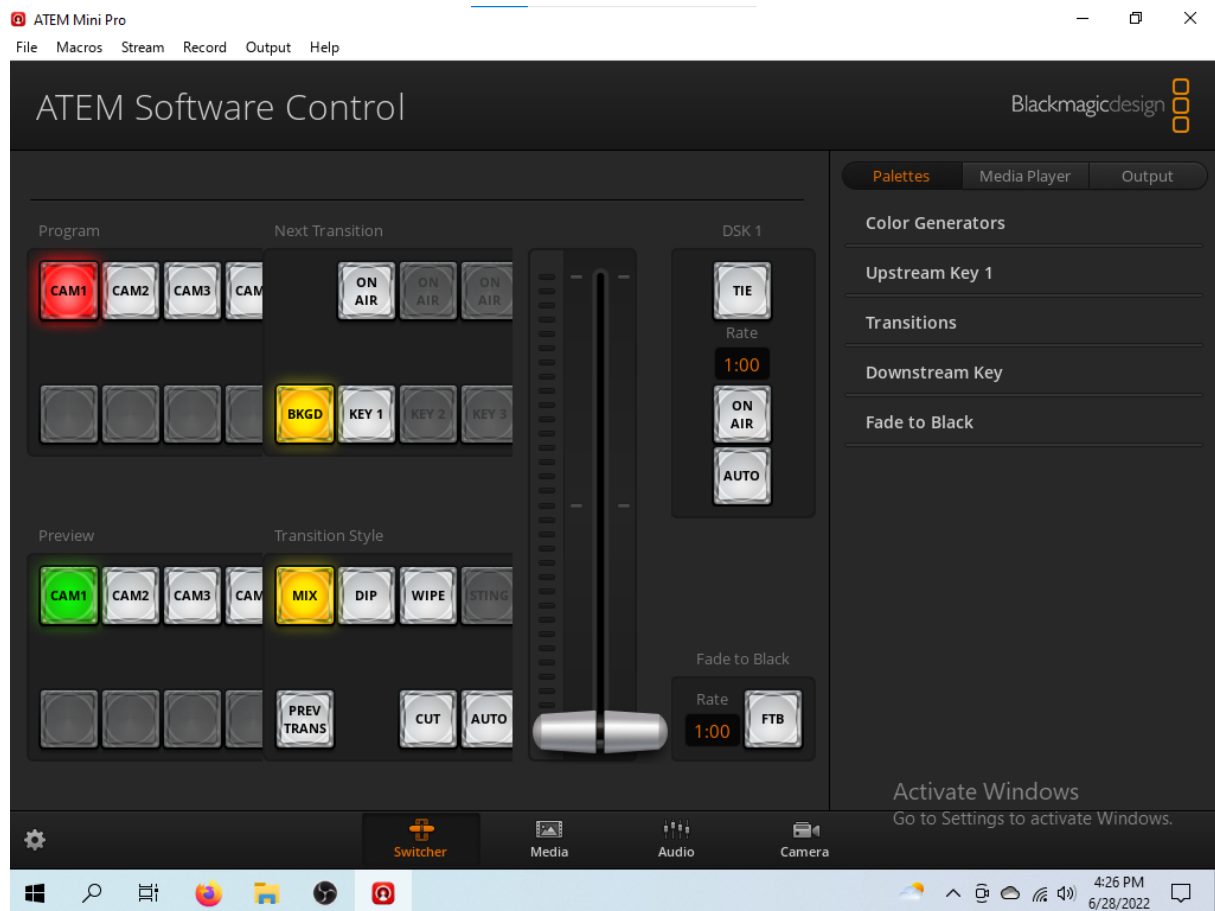 ATEM Mini Pro
File Macros Stream Record Output Help
ATEM Software Control
Blackmagicdesign
Palettes Media Player Output
Color Generators
Upstream Key 1
Transitions
Downstream Key
Fade to Black
Program Next Transition DSK 1
CAM1 CAM2 CAM3 CAM ON AIR ON AIR ON AIR TIE
Rate
1:00
BKGD KEY 1 KEY 2 KEY 3 ON AIR
AUTO
Preview Transition Style
CAM1 CAM2 CAM3 CAM MIX DIP WIPE STING
Fade to Black
PREV TRANS CUT AUTO Rate FTB
1:00
Activate Windows
Go to Settings to activate Windows.
Switcher Media Audio Camera
4:26 PM
6/28/2022